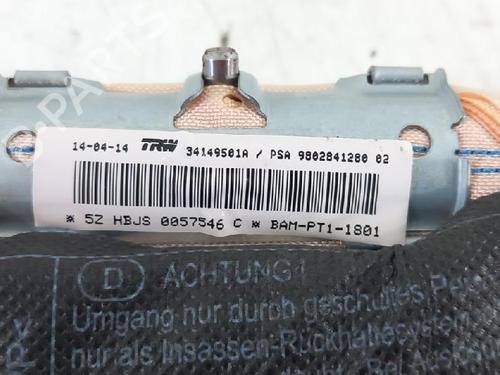 14-04-14 TRW 34149501A / PSA 9802841280 02
* 5Z HBJS 0057546 C * BAM-PT1-1801
D ACHTUNG!
Umgang nur durch geschultes
nur als Insassen-Rückhaltesystem
B-PARTS